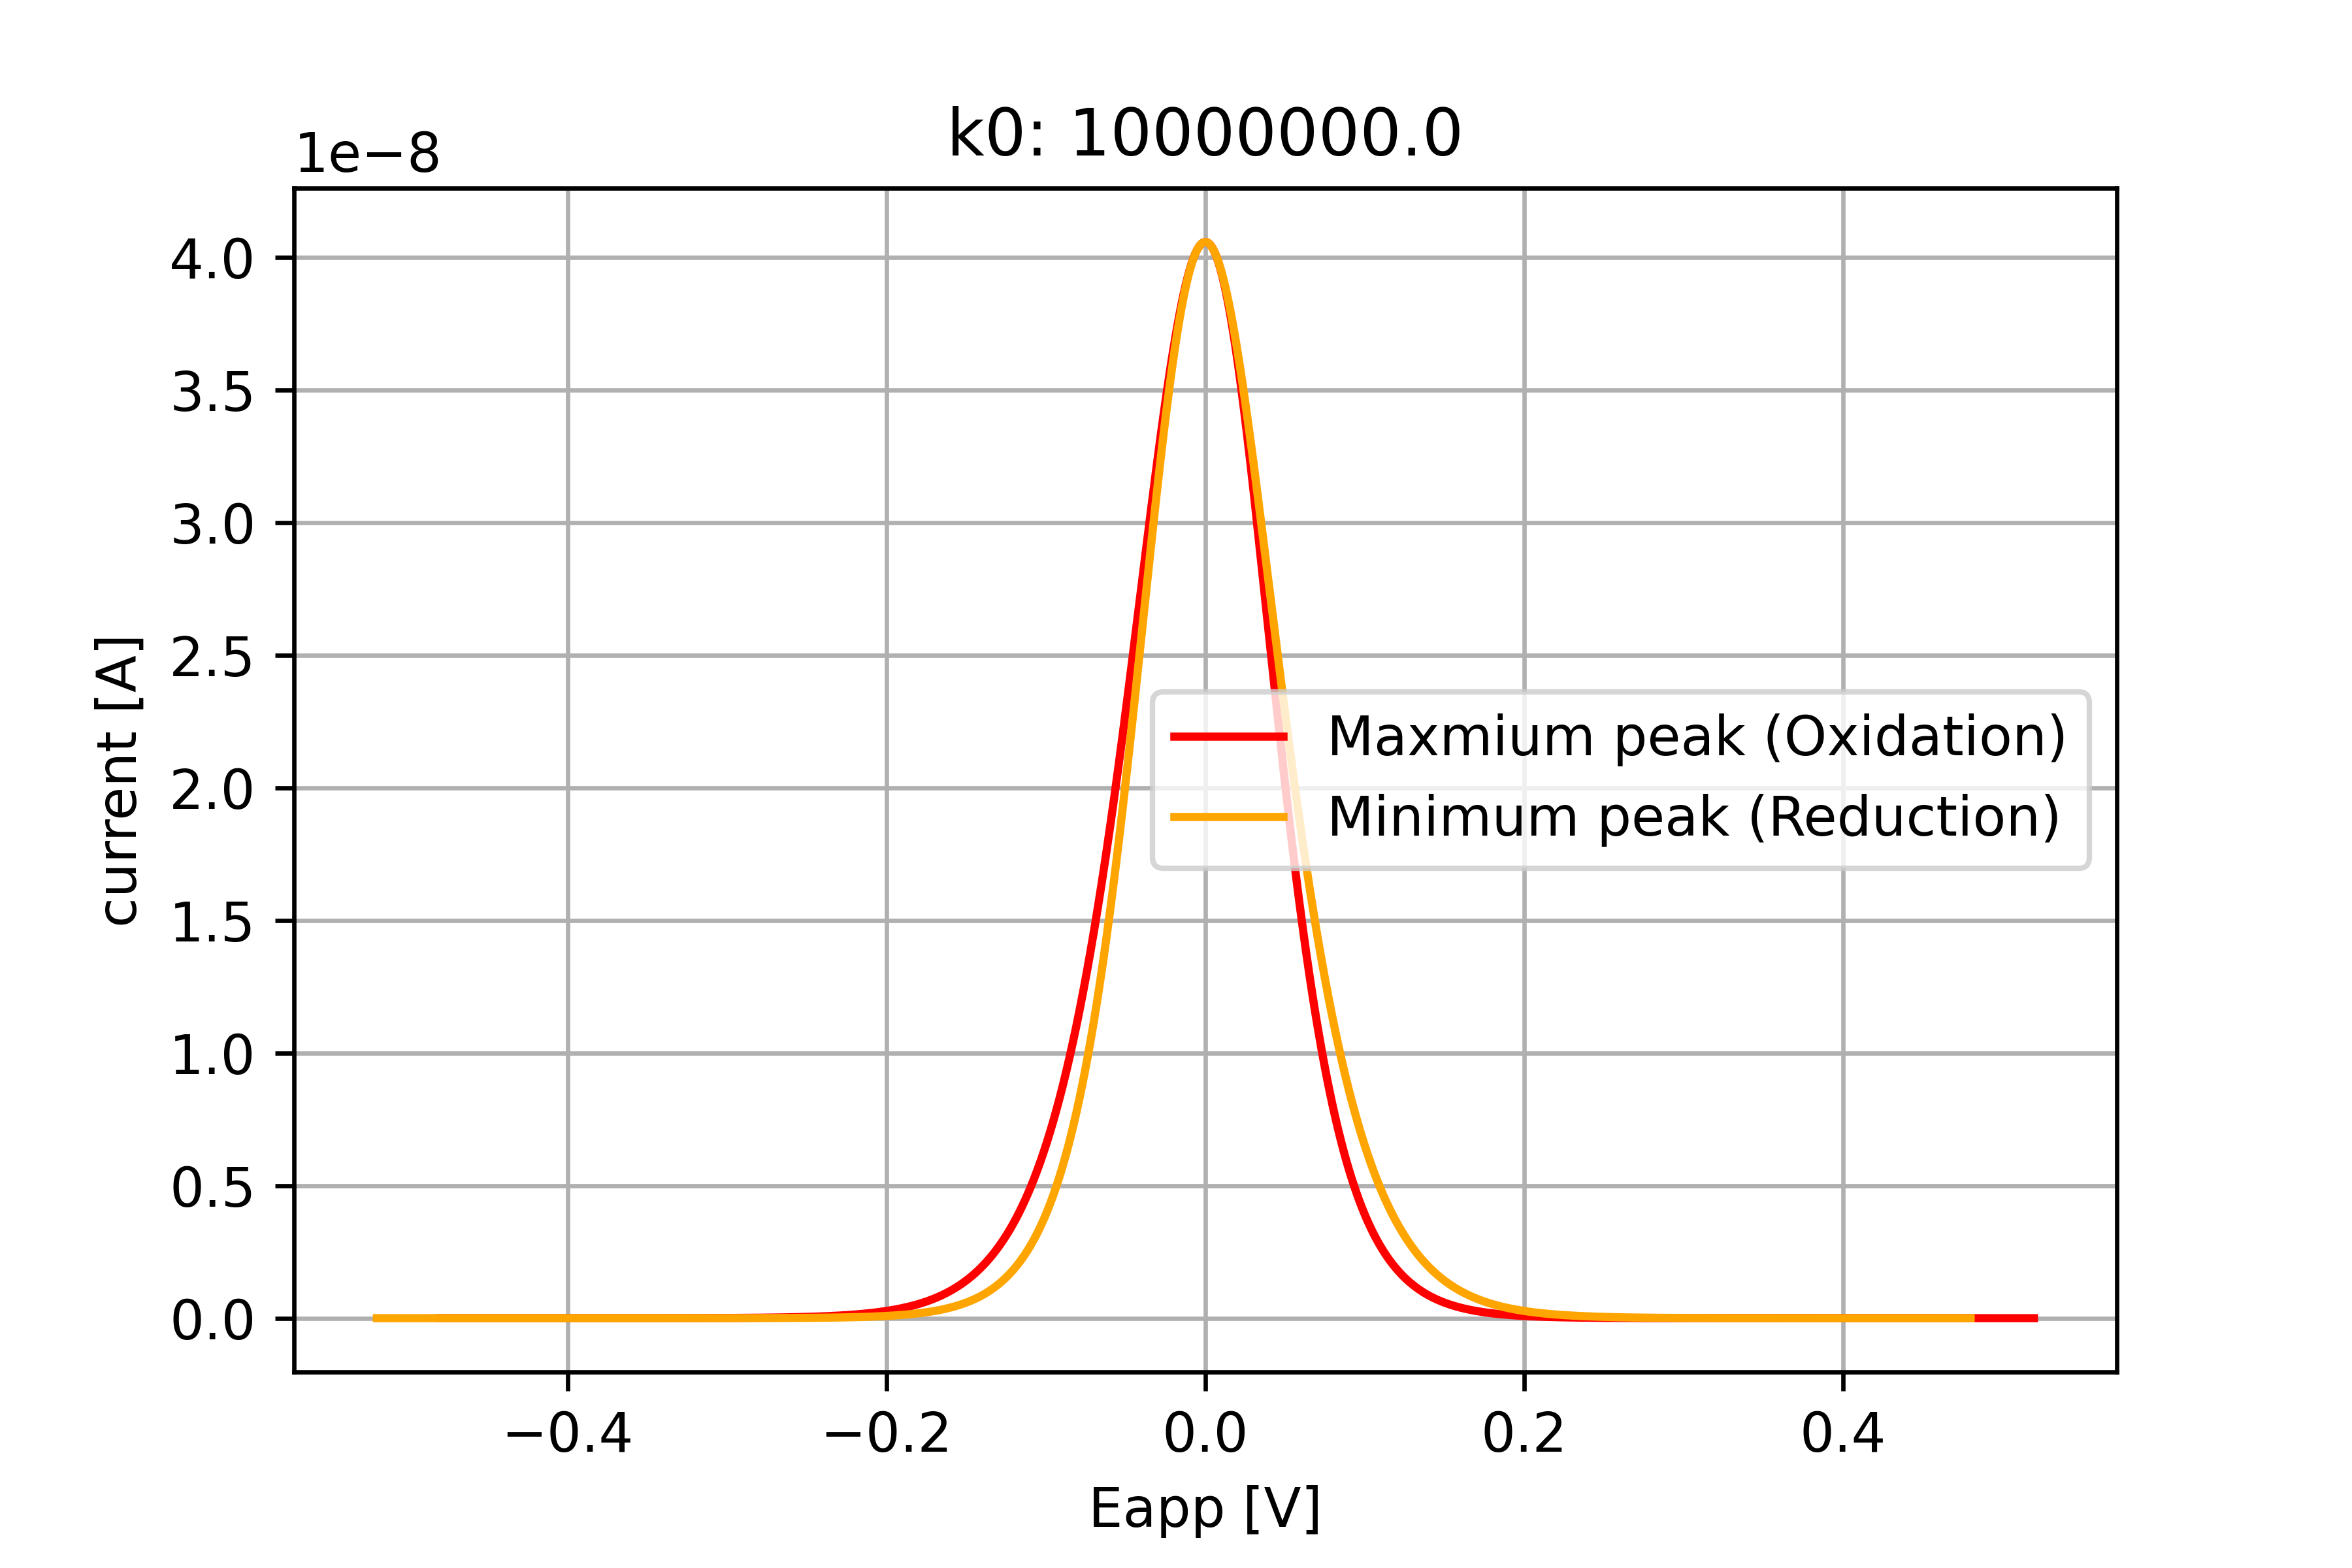 k0: 10000000.0
1e−8
4.0
3.5
3.0
2.5
2.0
1.5
1.0
0.5
0.0
current [A]
Maxmium peak (Oxidation)
Minimum peak (Reduction)
−0.4 −0.2 0.0 0.2 0.4
Eapp [V]